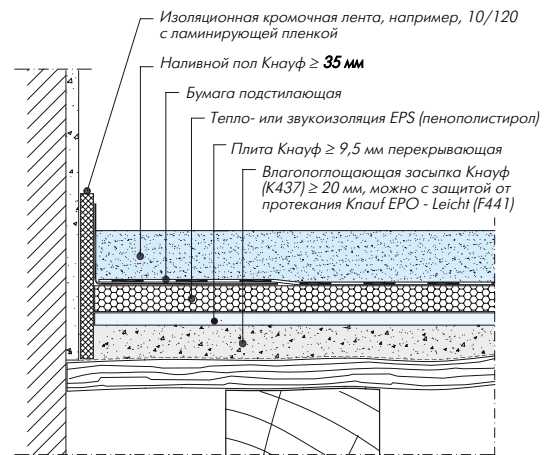 Изоляционная кромочная лента, например, 10/120
с ламинирующей пленкой
Наливной пол Кнауф ≥ 35 мм
Бумага подстилающая
Тепло- или звукоизоляция EPS (пенополистирол)
Плита Кнауф ≥ 9,5 мм перекрывающая
Влагопоглощающая засыпка Кнауф
(К437) ≥ 20 мм, можно с защитой от
протекания Knauf EPO - Leicht (F441)